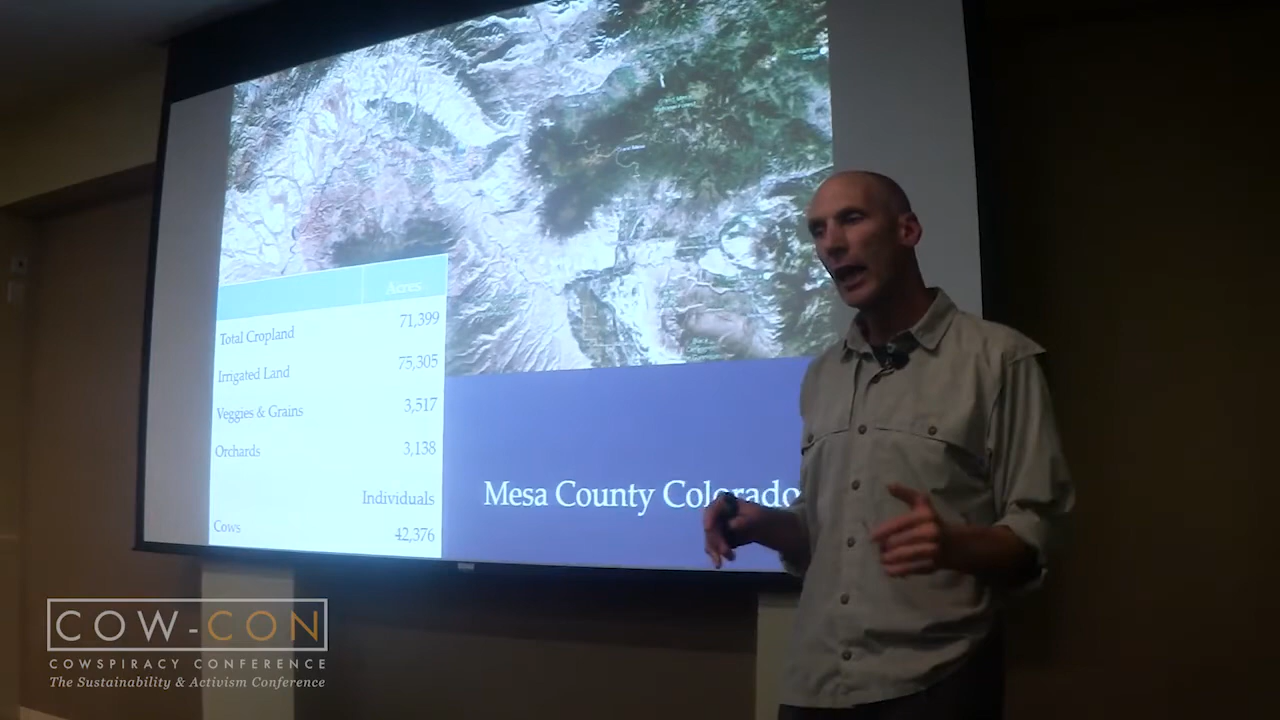 Acres
Total Cropland 71,399
Irrigated Land 75,305
Veggies & Grains 3,517
Orchards 3,138
Individuals
Cows 42,376
Mesa County Colorado
COW-CON
COWSPIRACY CONFERENCE
The Sustainability & Activism Conference